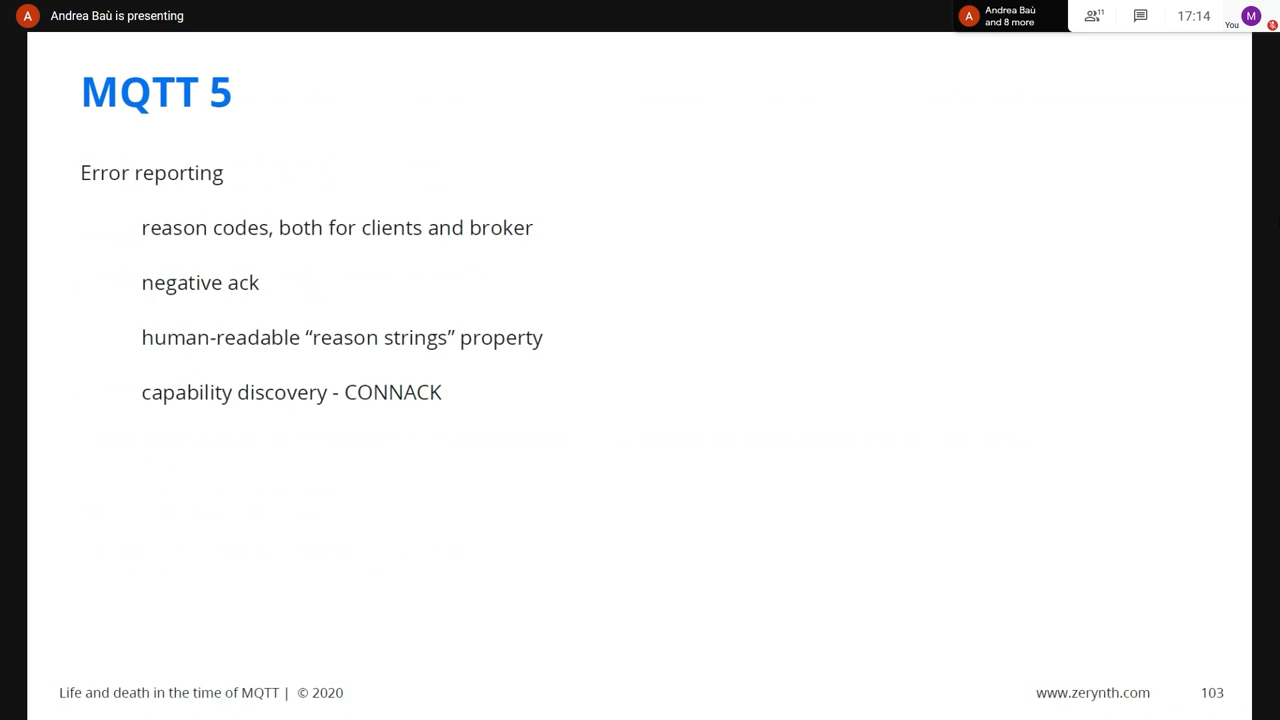 A Andrea Baù is presenting
A Andrea Baù
and 8 more
11
17:14
You M
MQTT 5
Error reporting
reason codes, both for clients and broker
negative ack
human-readable “reason strings” property
capability discovery - CONNACK
Life and death in the time of MQTT | © 2020
www.zerynth.com
103